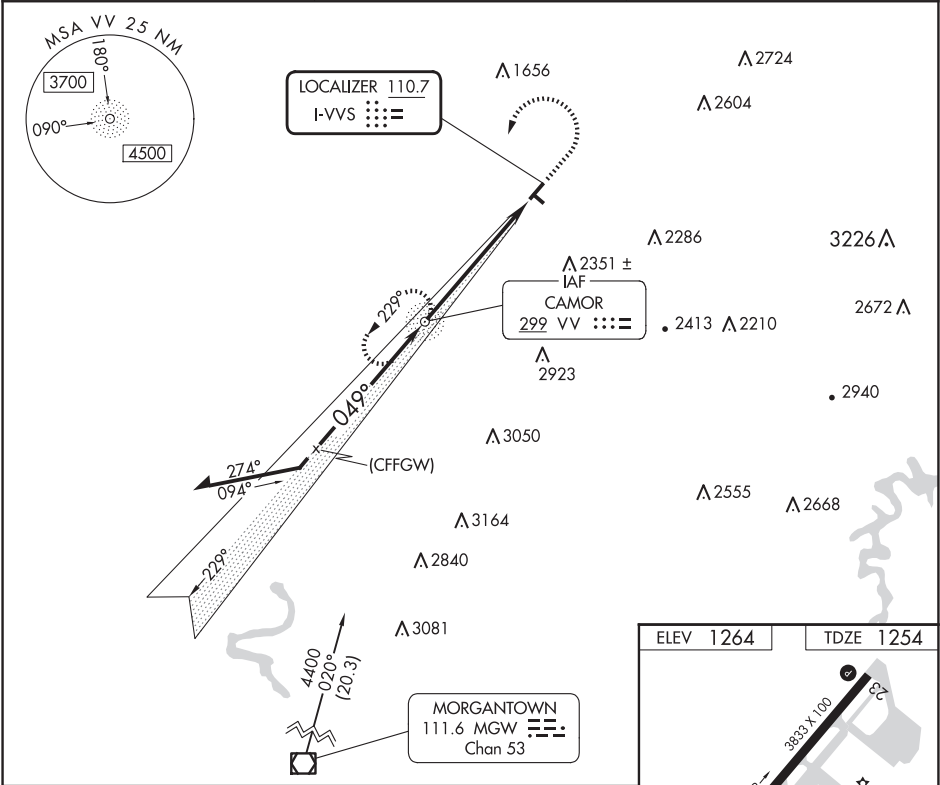 MSA VV 25 NM
180°
3700
090°
4500
LOCALIZER 110.7
I-VVS
1656
2724
2604
2286
3226
2351 ±
IAF
CAMOR
299 VV
2672
2413
2210
2923
2940
229°
049°
3050
(CFFGW)
274°
094°
2555
2668
3164
2840
229°
3081
4400
020°
(20.3)
MORGANTOWN
111.6 MGW
Chan 53
ELEV 1264
TDZE 1254
P
23
3833 X 100